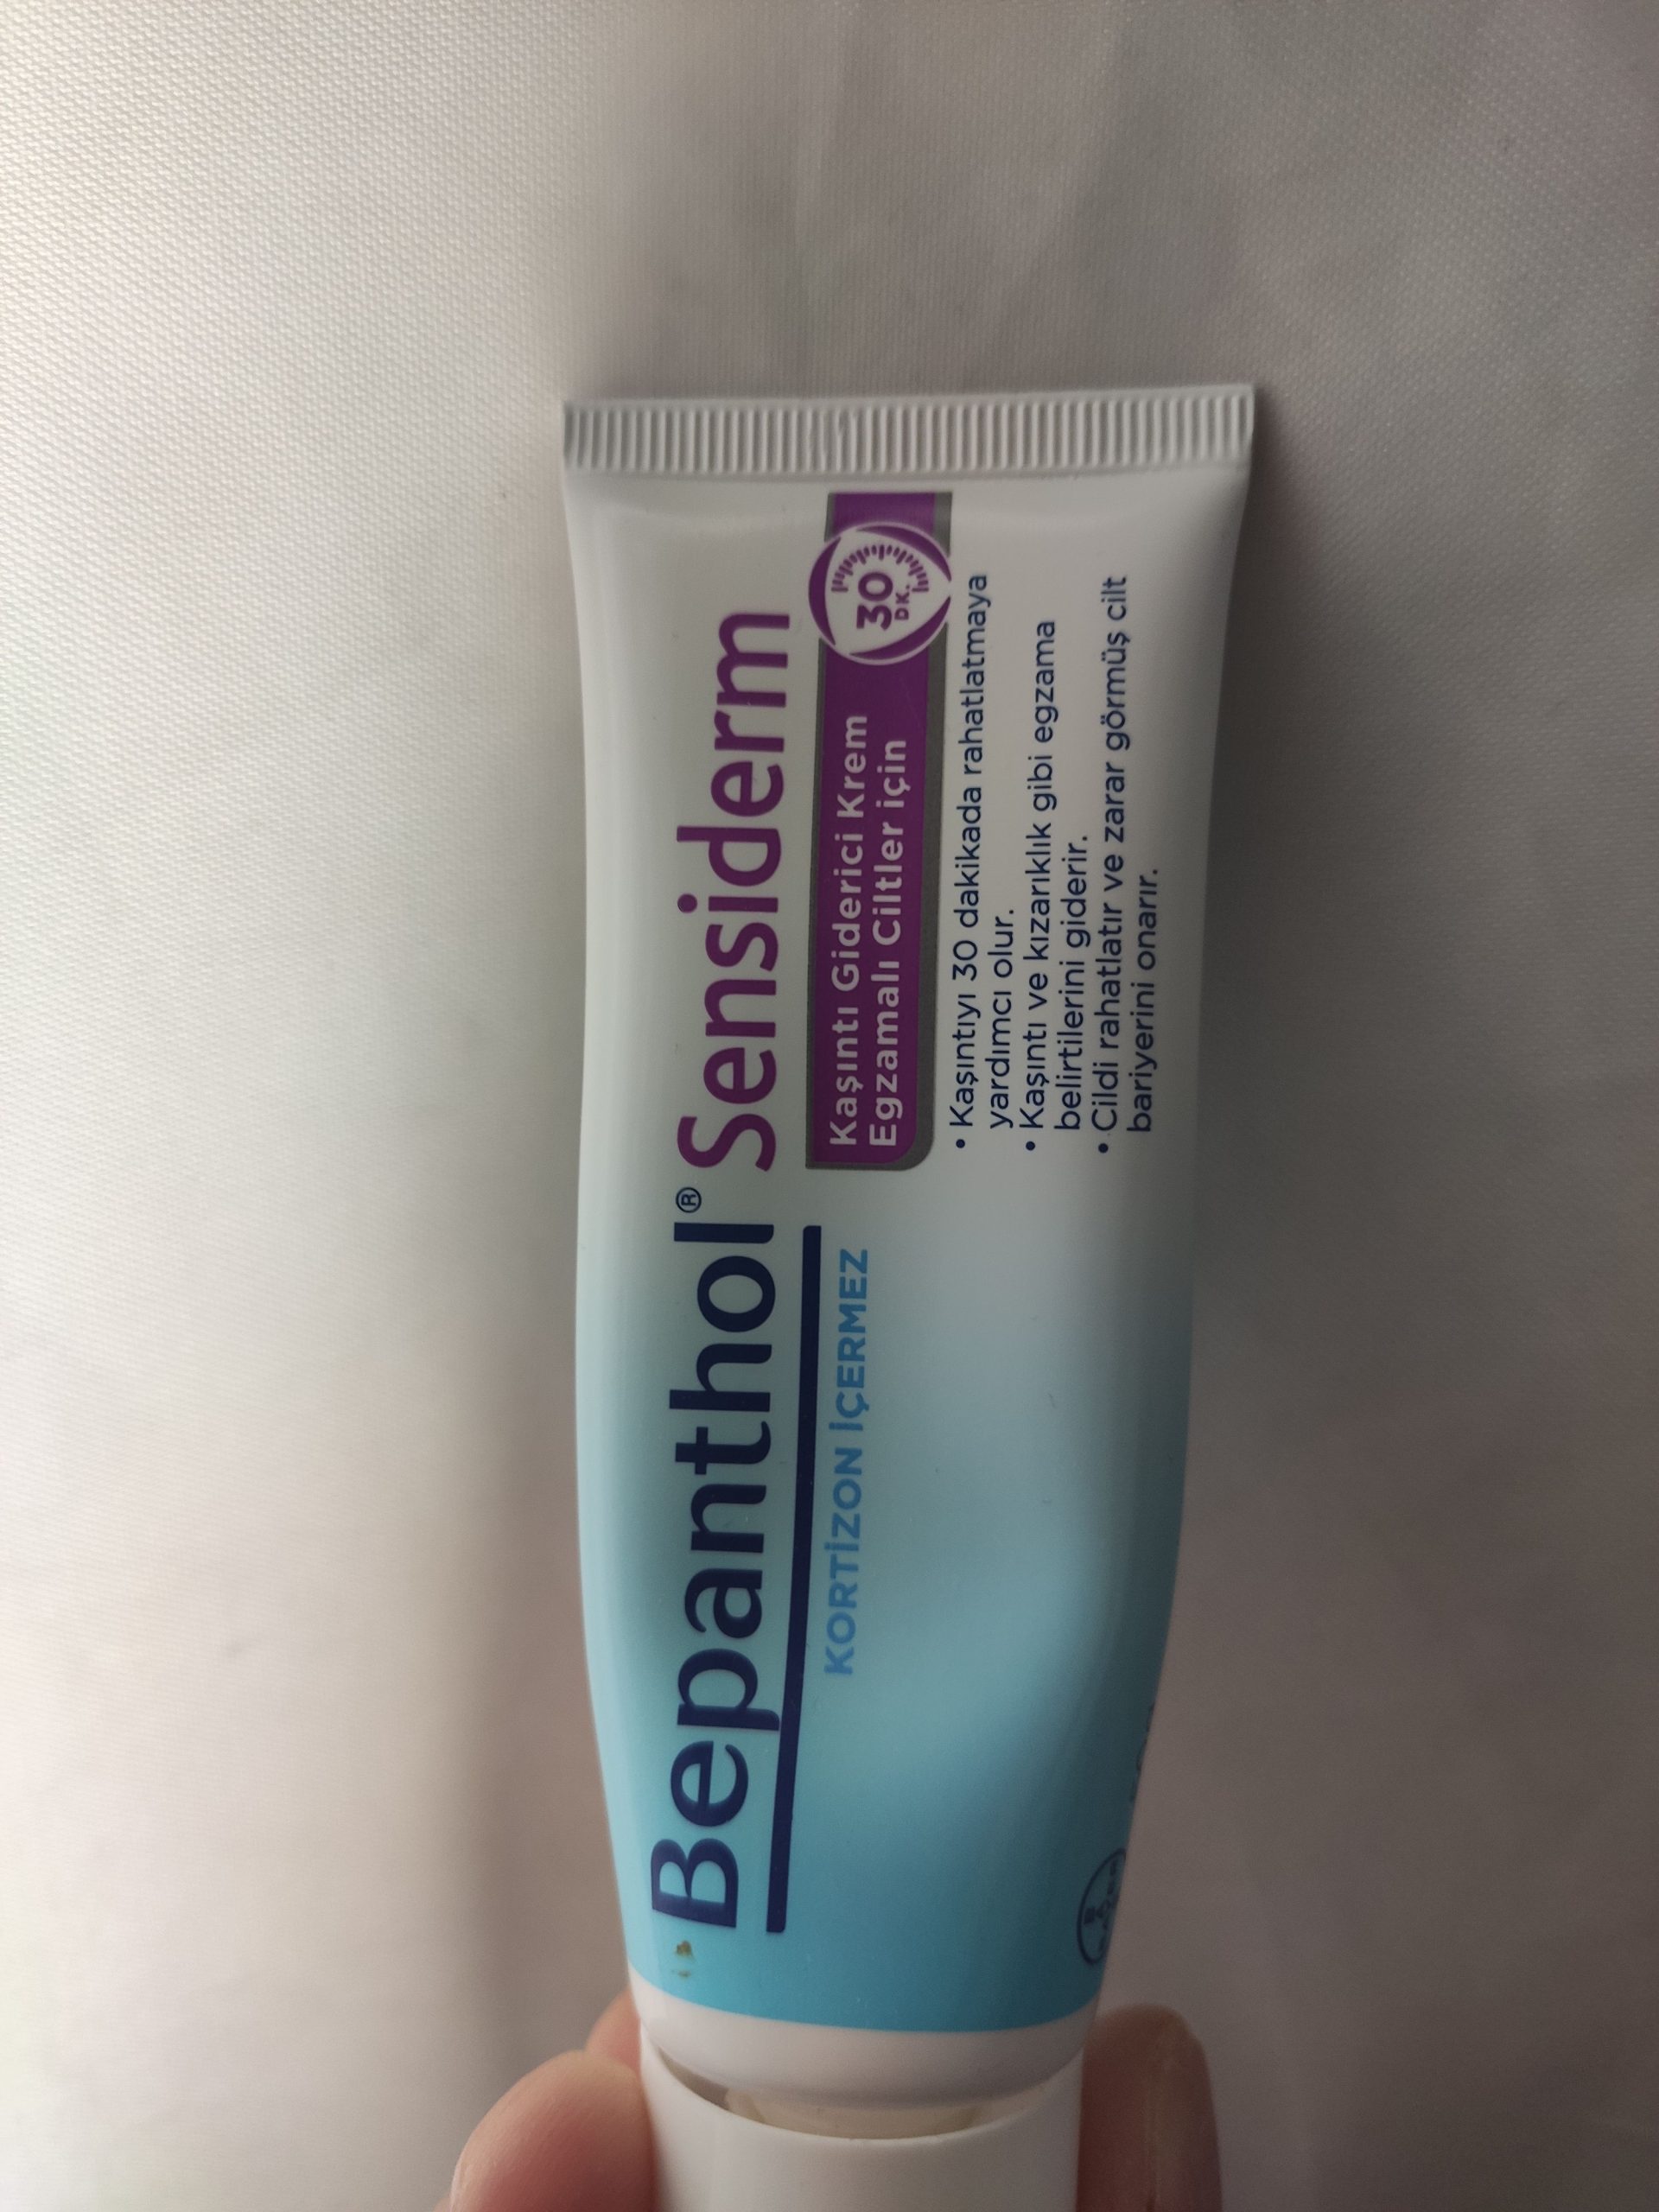 Bepanthol® Sensiderm
KORTİZON İÇERMEZ
Kaşıntı Giderici Krem
Egzamalı Ciltler için
30
DK.
• Kaşıntıyı 30 dakikada rahatlatmaya
yardımcı olur.
• Kaşıntı ve kızarıklık gibi egzama
belirtilerini giderir.
• Cildi rahatlatır ve zarar görmüş cilt
bariyerini onarır.